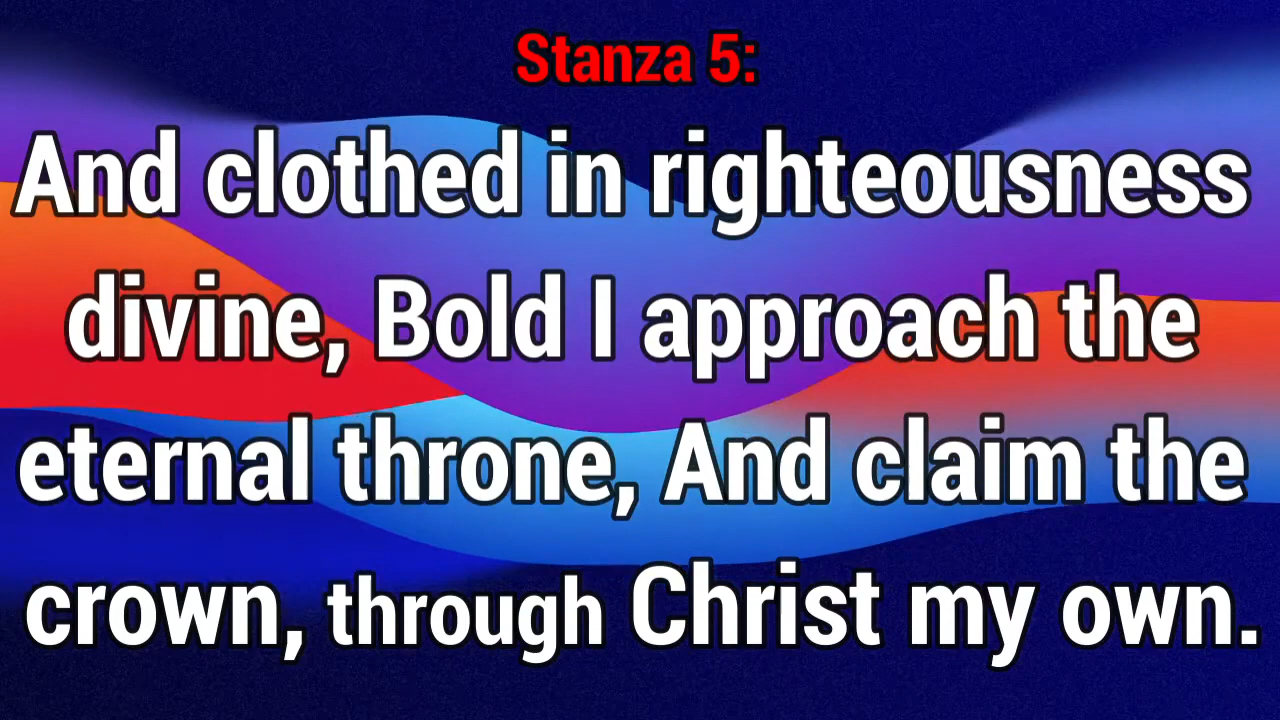 Stanza 5:
And clothed in righteousness
divine, Bold I approach the
eternal throne, And claim the
crown, through Christ my own.